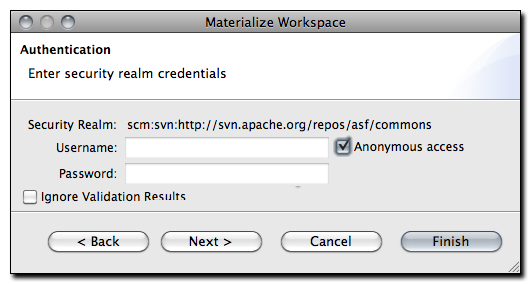 Materialize Workspace
Authentication
Enter security realm credentials
Security Realm: scm:svn:http://svn.apache.org/repos/asf/commons
Username: Anonymous access
Password:
Ignore Validation Results
< Back Next > Cancel Finish